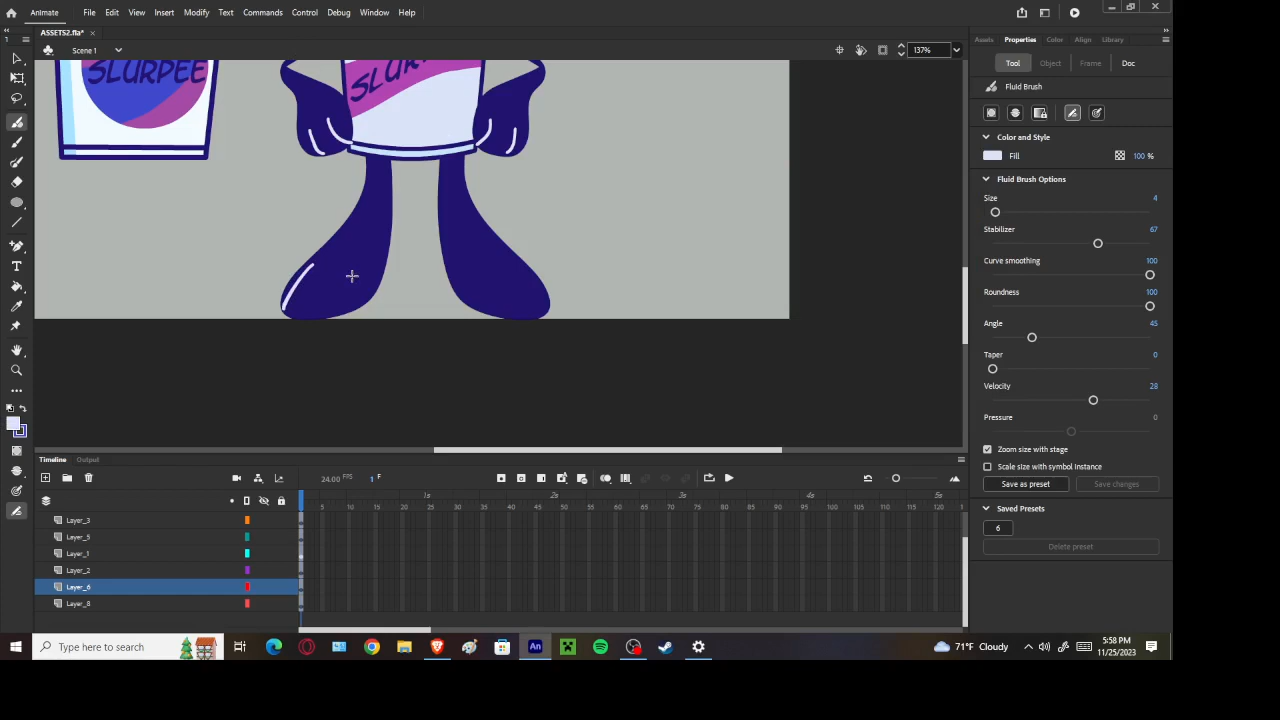 Animate
File
Edit
View
Insert
Modify
Text
Commands
Control
Debug
Window
Help
ASSETS2.fla*
Scene 1
137%
SLURPEE
SLUR
Assets
Properties
Color
Align
Library
Tool
Object
Frame
Doc
Fluid Brush
Color and Style
Fill
100 %
Fluid Brush Options
Size
4
Stabilizer
67
Curve smoothing
100
Roundness
100
Angle
45
Taper
0
Velocity
28
Pressure
0
Zoom size with stage
Scale size with symbol Instance
Save as preset
Save changes
Saved Presets
6
Delete preset
1
Timeline
Output
24.00 FPS
1 F
1s
2s
3s
4s
5s
5 10 15 20 25 30 35 40 45 50 55 60 65 70 75 80 85 90 95 100 105 110 115 120 1
Layer_3
Layer_5
Layer_1
Layer_2
Layer_6
Layer_8
Type here to search
An
71°F Cloudy
5:58 PM
11/25/2023